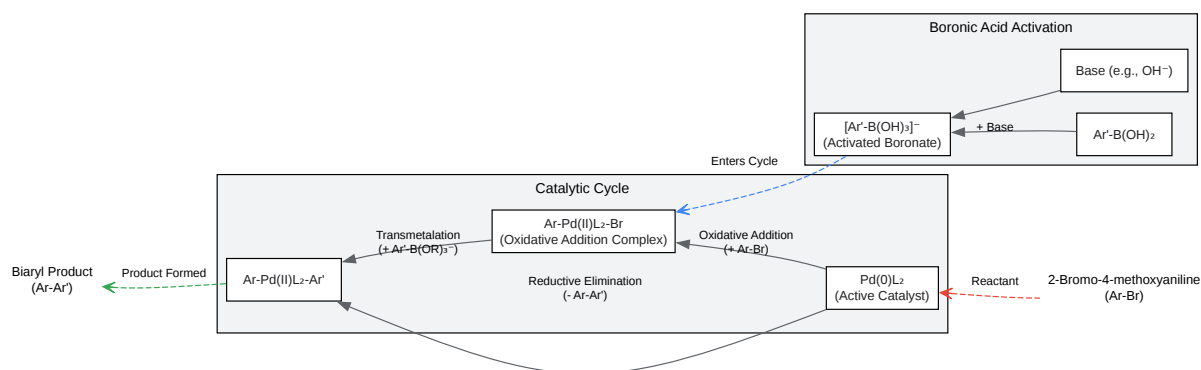 Boronic Acid Activation
Base (e.g., OH⁻)
[Ar'-B(OH)₃]⁻
(Activated Boronate)
+ Base
Ar'-B(OH)₂
Enters Cycle
Catalytic Cycle
Ar-Pd(II)L₂-Br
(Oxidative Addition Complex)
Transmetalation
(+ Ar'-B(OR)₃⁻)
Oxidative Addition
(+ Ar-Br)
Biaryl Product
(Ar-Ar')
Product Formed
Ar-Pd(II)L₂-Ar'
Reductive Elimination
(- Ar-Ar')
Pd(0)L₂
(Active Catalyst)
Reactant
2-Bromo-4-methoxyaniline
(Ar-Br)